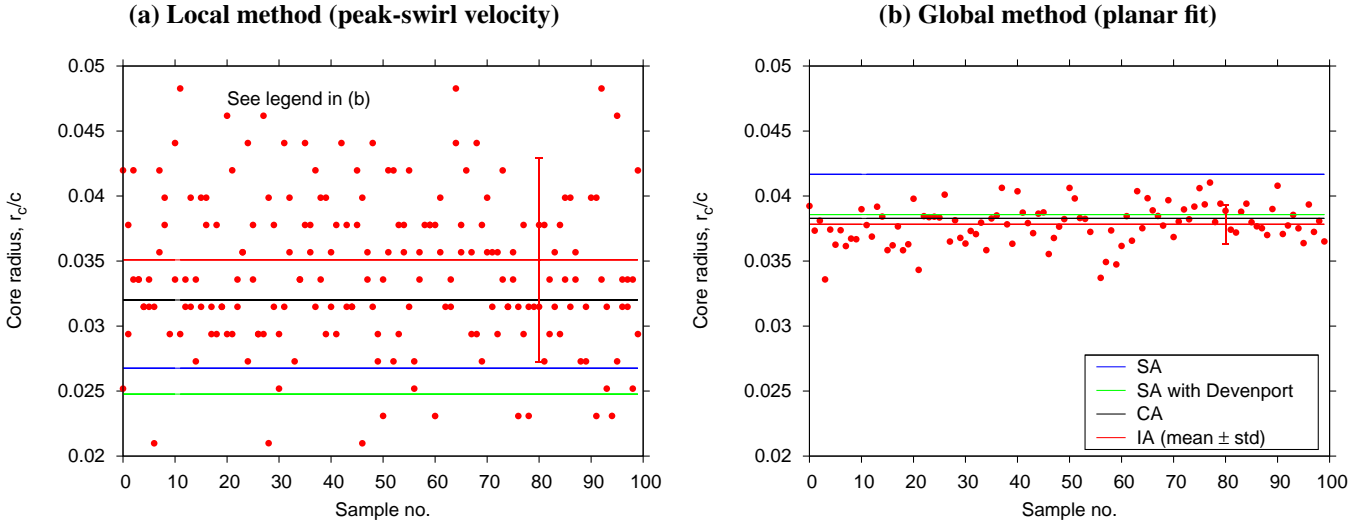 (a) Local method (peak-swirl velocity)
See legend in (b)
Core radius, r_c/c
0.05
0.045
0.04
0.035
0.03
0.025
0.02
0 10 20 30 40 50 60 70 80 90 100
Sample no.
(b) Global method (planar fit)
Core radius, r_c/c
0.05
0.045
0.04
0.035
0.03
0.025
0.02
SA
SA with Devenport
CA
IA (mean ± std)
0 10 20 30 40 50 60 70 80 90 100
Sample no.